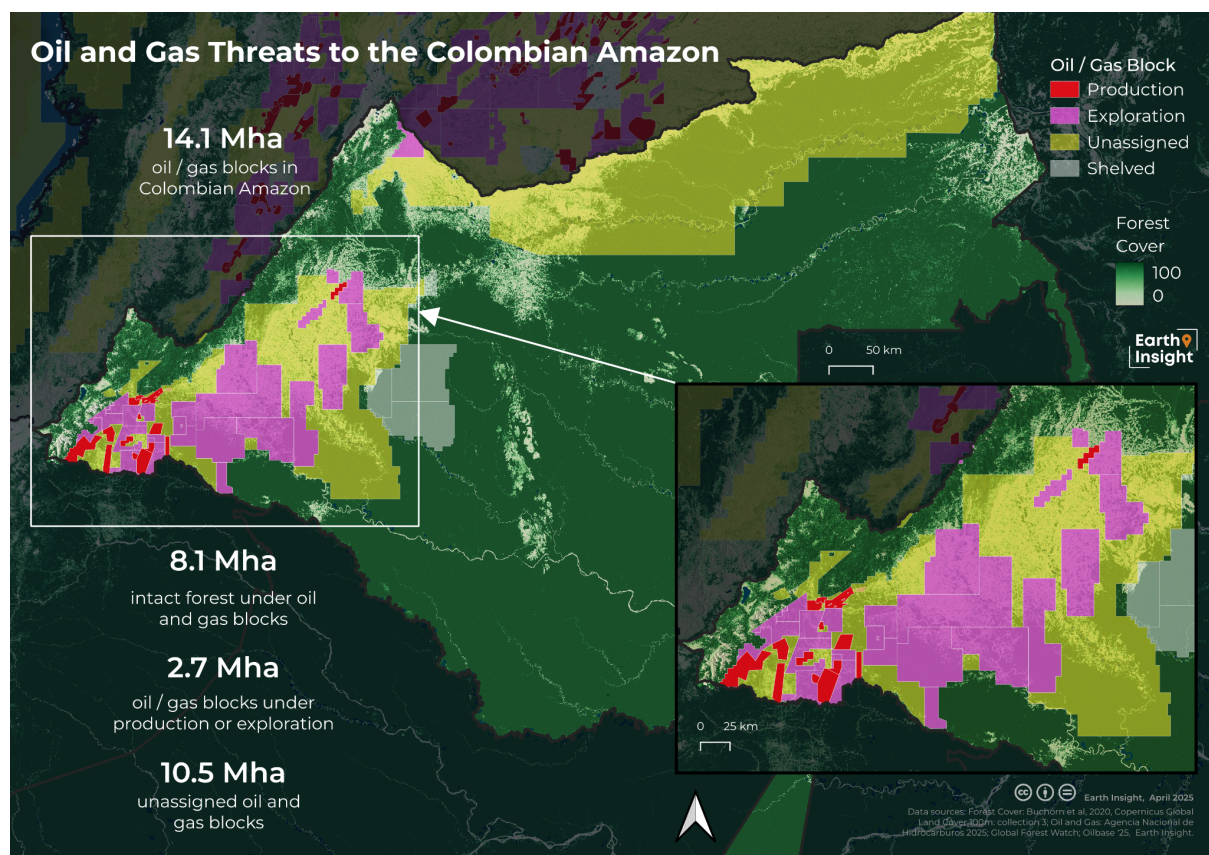 Oil and Gas Threats to the Colombian Amazon
14.1 Mha
oil / gas blocks in
Colombian Amazon
Oil / Gas Block
Production
Exploration
Unassigned
Shelved
Forest
Cover
100
0
Earth
Insight
0 50 km
8.1 Mha
intact forest under oil
and gas blocks
2.7 Mha
oil / gas blocks under
production or exploration
10.5 Mha
unassigned oil and
gas blocks
0 25 km
cc
Earth Insight, April 2025
Data sources: Forest Cover: Buchorn et al, 2020, Copernicus Global
Land Cover 100m: collection 3; Oil and Gas: Agencia Nacional de
Hidrocarburos 2025; Global Forest Watch; Oilbase '25, Earth Insight.